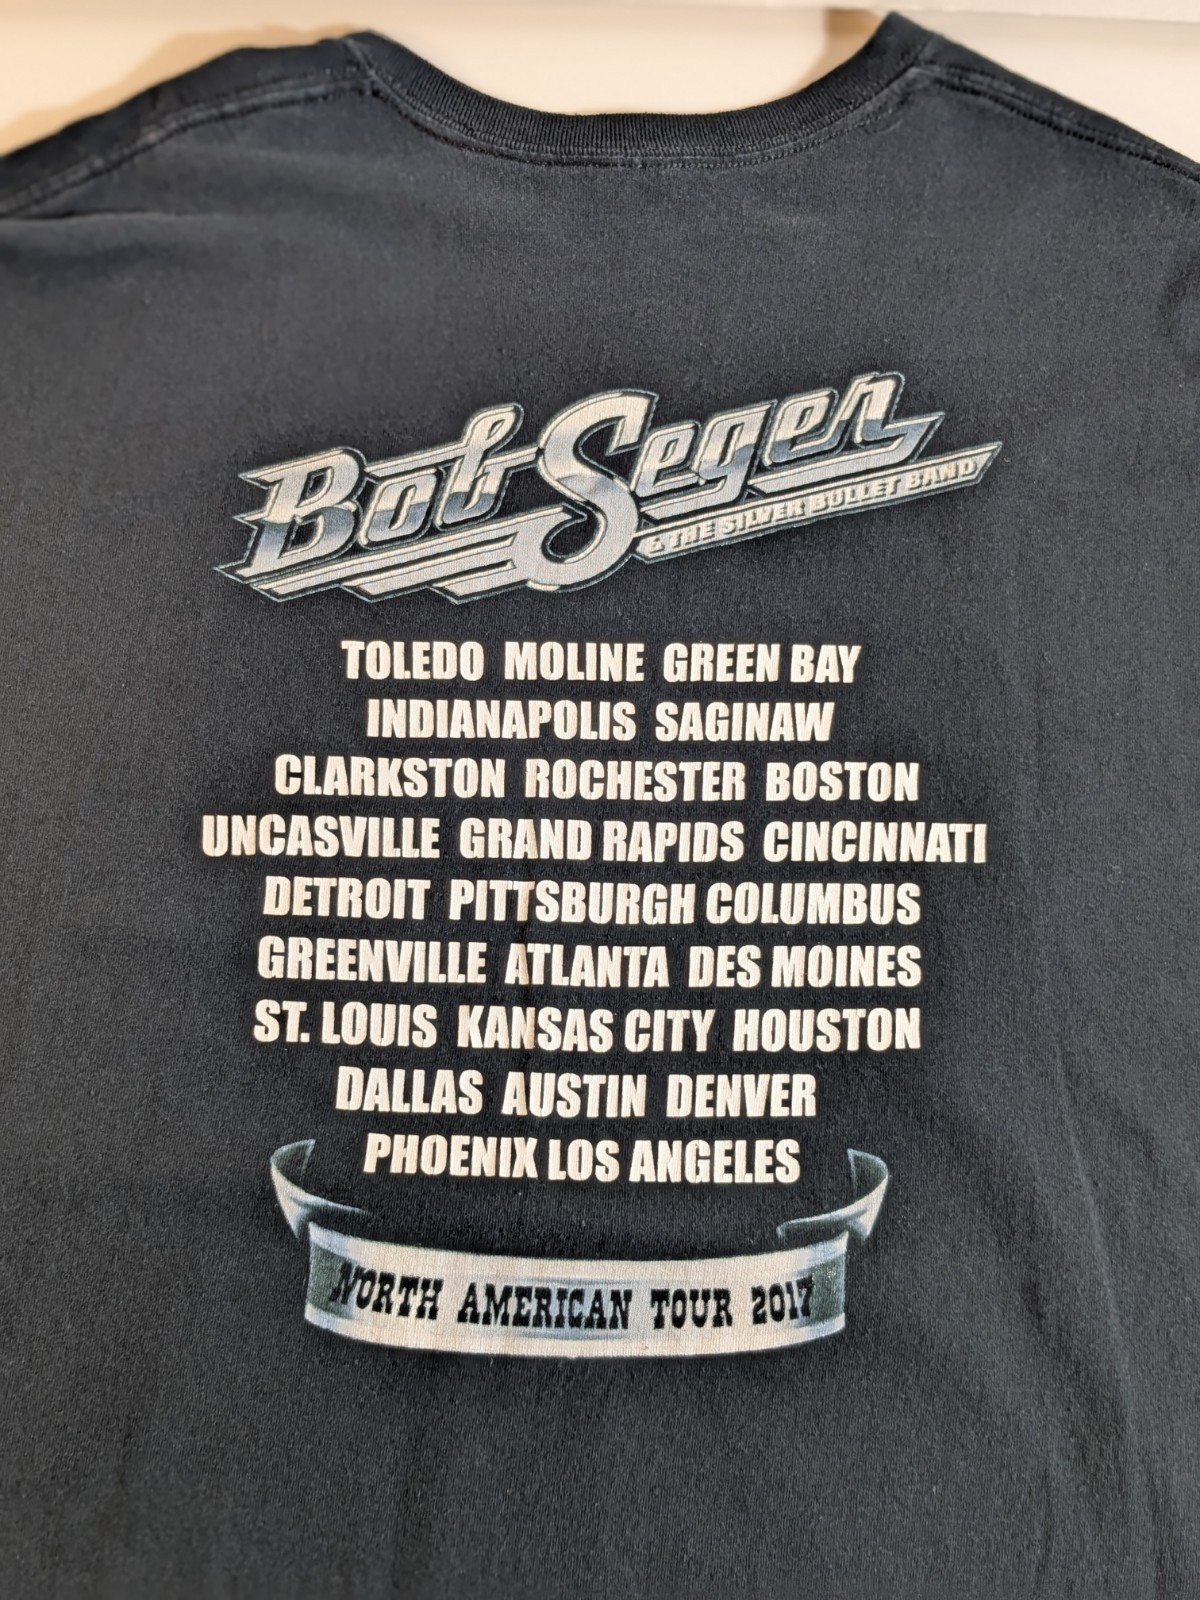 Bob Seger
& THE SILVER BULLET BAND
TOLEDO MOLINE GREEN BAY
INDIANAPOLIS SAGINAW
CLARKSTON ROCHESTER BOSTON
UNCASVILLE GRAND RAPIDS CINCINNATI
DETROIT PITTSBURGH COLUMBUS
GREENVILLE ATLANTA DES MOINES
ST. LOUIS KANSAS CITY HOUSTON
DALLAS AUSTIN DENVER
PHOENIX LOS ANGELES
NORTH AMERICAN TOUR 2017